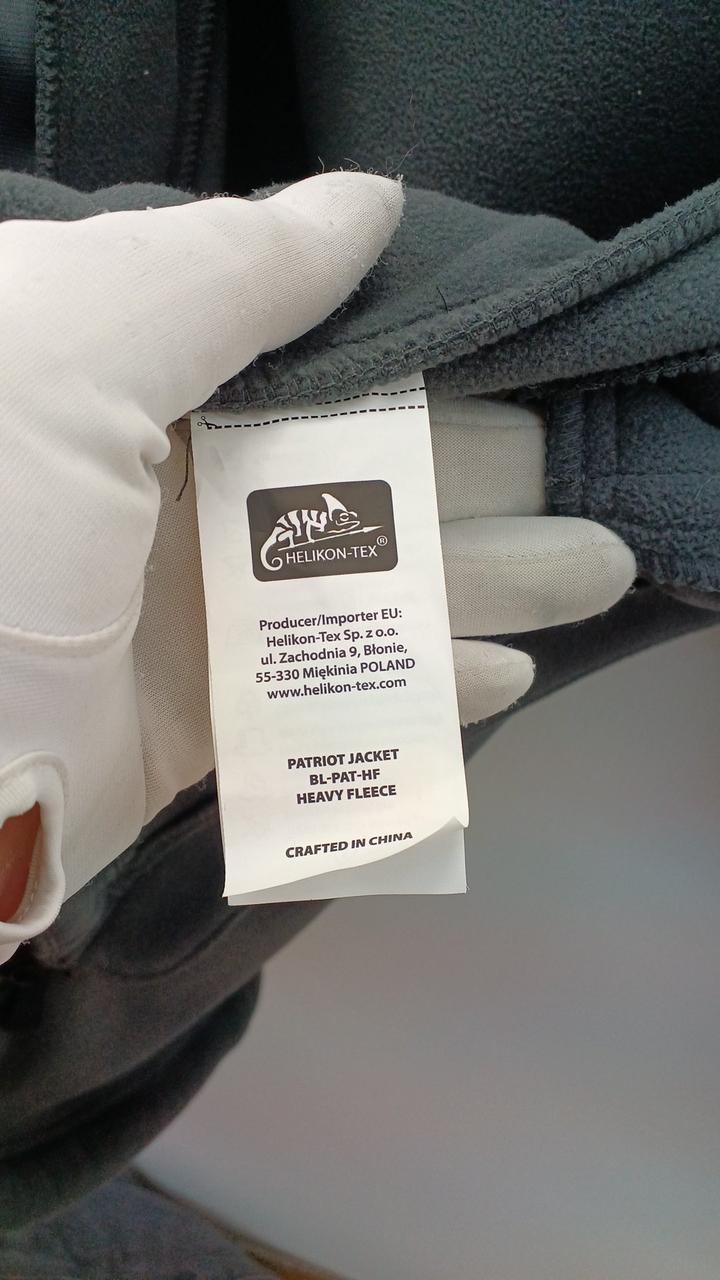 HELIKON-TEX®
Producer/Importer EU:
Helikon-Tex Sp. z o.o.
ul. Zachodnia 9, Błonie,
55-330 Miękinia POLAND
www.helikon-tex.com
PATRIOT JACKET
BL-PAT-HF
HEAVY FLEECE
CRAFTED IN CHINA